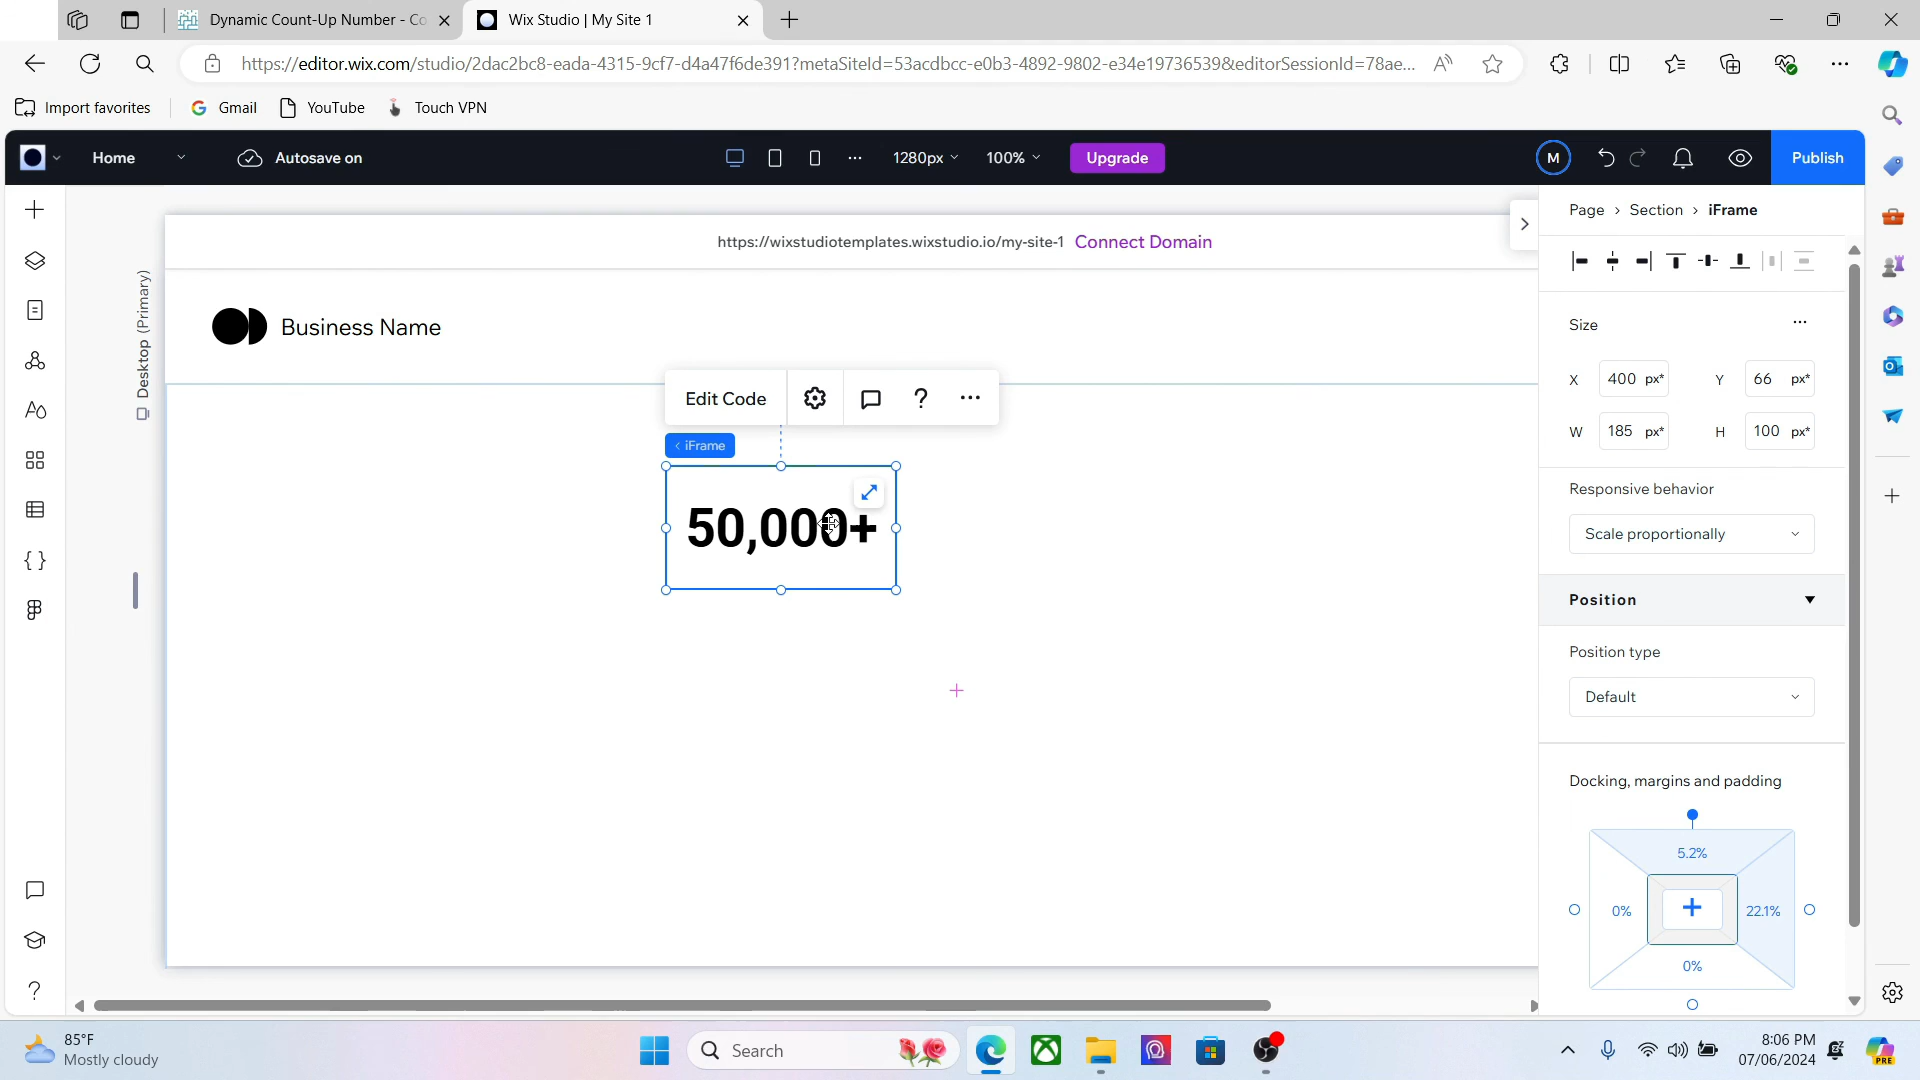 Dynamic Count-Up Number - Co
Wix Studio | My Site 1
https://editor.wix.com/studio/2dac2bc8-eada-4315-9cf7-d4a47f6de391?metaSiteId=53acdbcc-e0b3-4892-9802-e34e19736539&editorSessionId=78ae...
Import favorites
Gmail
YouTube
Touch VPN
Home
Autosave on
1280px
100%
Upgrade
M
Publish
Page > Section > iFrame
https://wixstudiotemplates.wixstudio.io/my-site-1 Connect Domain
Desktop (Primary)
Business Name
Size
X 400 px* Y 66 px*
W 185 px* H 100 px*
Edit Code
< iFrame
50,000+
Responsive behavior
Scale proportionally
Position
Position type
Default
Docking, margins and padding
5.2%
0%
22.1%
0%
85°F
Mostly cloudy
Search
8:06 PM
07/06/2024
PRE